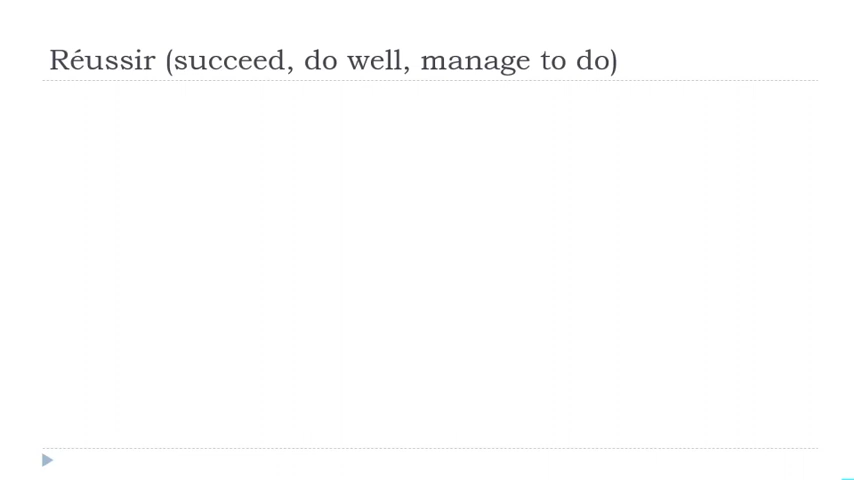 Réussir (succeed, do well, manage to do)